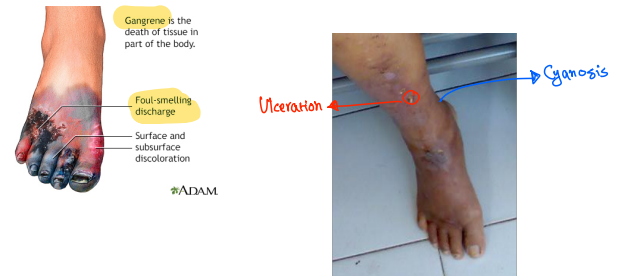 Gangrene is the
death of tissue in
part of the body.
Foul-smelling
discharge
Surface and
subsurface
discoloration
ADAM.
Ulceration
Cyanosis